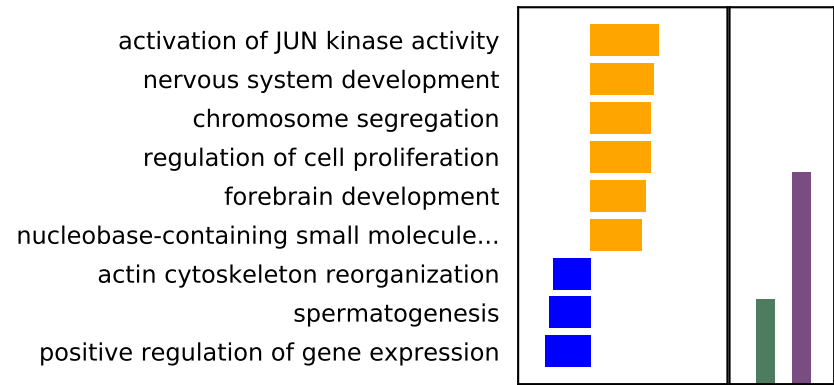 activation of JUN kinase activity
nervous system development
chromosome segregation
regulation of cell proliferation
forebrain development
nucleobase-containing small molecule...
actin cytoskeleton reorganization
spermatogenesis
positive regulation of gene expression